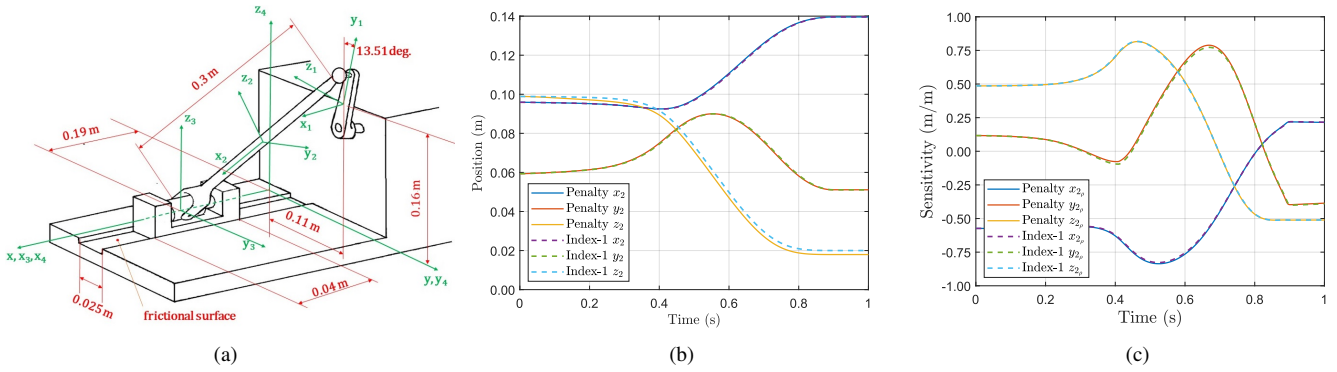 z₄
y₁
13.51 deg.
0.3 m
z₁
z₂
0.19 m
x₁
z₃
y₂
x₂
0.16 m
0.11 m
y₃
x, x₃, x₄
y, y₄
0.04 m
0.025 m
frictional surface
(a)
0.14
0.12
0.10
0.08
0.06
0.04
0.02
0.00
Position (m)
Penalty x₂
Penalty y₂
Penalty z₂
Index-1 x₂
Index-1 y₂
Index-1 z₂
0 0.2 0.4 0.6 0.8 1
Time (s)
(b)
1.00
0.75
0.50
0.25
0.00
-0.25
-0.50
-0.75
-1.00
Sensitivity (m/m)
Penalty x₂ᵨ
Penalty y₂ᵨ
Penalty z₂ᵨ
Index-1 x₂ᵨ
Index-1 y₂ᵨ
Index-1 z₂ᵨ
0 0.2 0.4 0.6 0.8 1
Time (s)
(c)